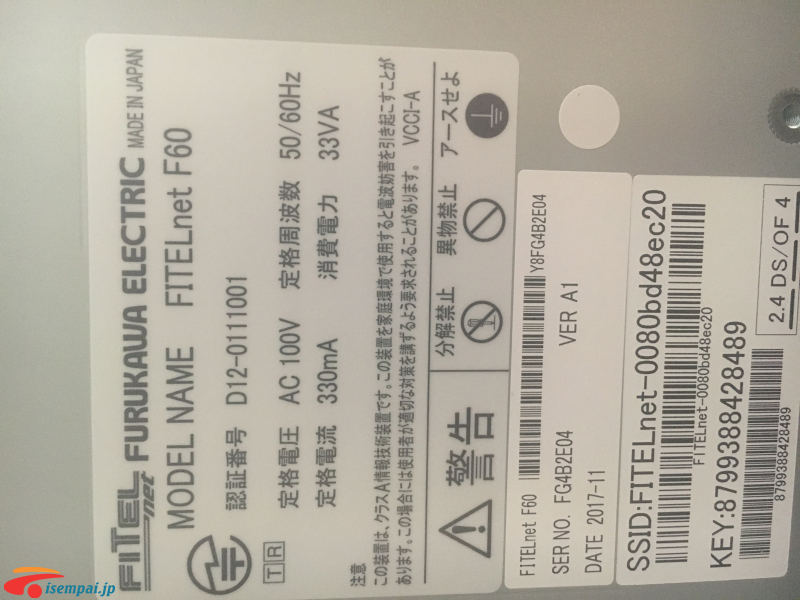 FITELnet FURUKAWA ELECTRIC MADE IN JAPAN
MODEL NAME FITELnet F60
認証番号 D12-0111001
定格電圧 AC 100V 定格周波数 50/60Hz
定格電流 330mA 消費電力 33VA
T R
注意
この装置は、クラスA情報技術装置です。この装置を家庭環境で使用すると電波妨害を引き起こすことが
あります。この場合には使用者が適切な対策を講ずるよう要求されることがあります。 VCCI-A
警告
分解禁止 異物禁止 アースせよ
FITELnet F60 Y8FG4B2E04
SER NO. FG4B2E04 VER A1
DATE 2017-11
SSID:FITELnet-0080bd48ec20
FITELnet-0080bd48ec20
KEY:8799388428489
8799388428489
2.4 DS/OF 4
isempai.jp